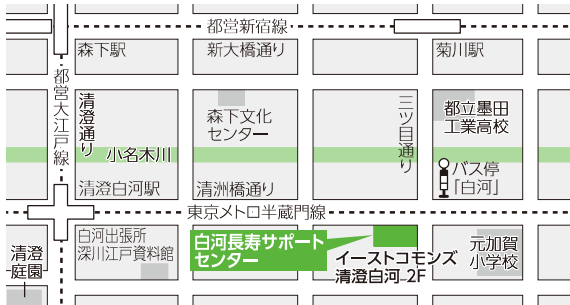 都営新宿線
森下駅
新大橋通り
菊川駅
都営大江戸線
清澄通り
森下文化
センター
三ツ目通り
都立墨田
工業高校
小名木川
バス停
「白河」
清澄白河駅
清洲橋通り
東京メトロ半蔵門線
清澄
庭園
白河出張所
深川江戸資料館
白河長寿サポート
センター
イーストコモンズ
清澄白河 2F
元加賀
小学校